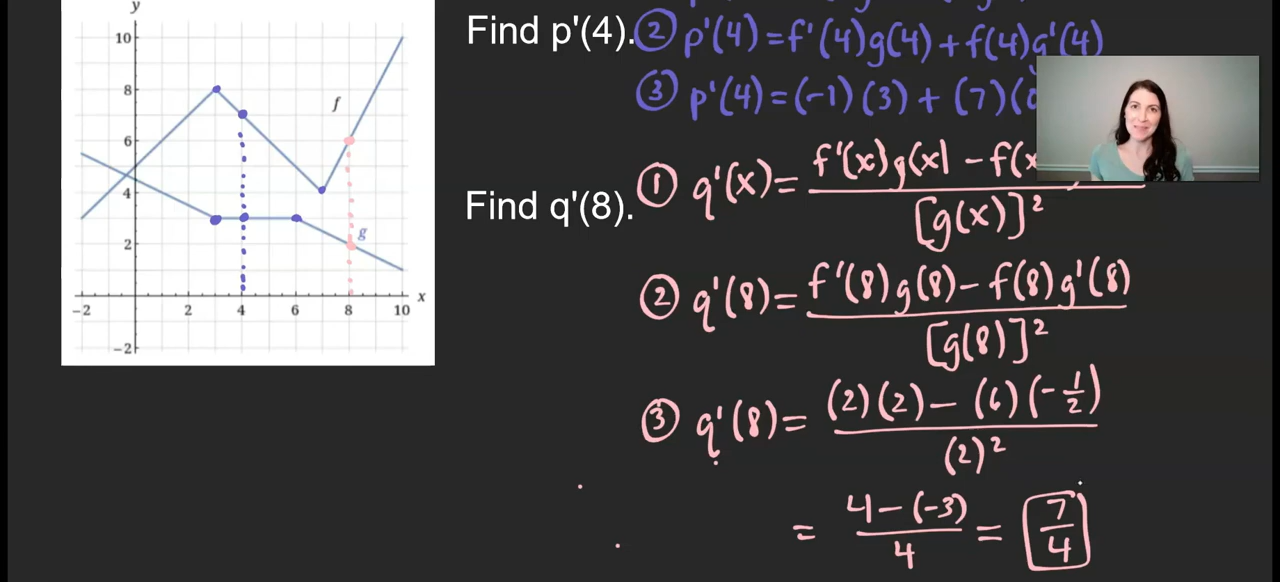 y
10
8
6
4
2
−2
−2
2
4
6
8
10
x
f
g
Find p'(4).
② p'(4) = f'(4)g(4) + f(4)g'(4)
③ p'(4) = (-1)(3) + (7)(
Find q'(8).
① q'(x) = f'(x)g(x) - f(x
[g(x)]²
② q'(8) = f'(8)g(8) - f(8)g'(8)
[g(8)]²
③ q'(8) = (2)(2) - (6)(-1/2)
(2)²
= 4-(-3) = 7
4 4